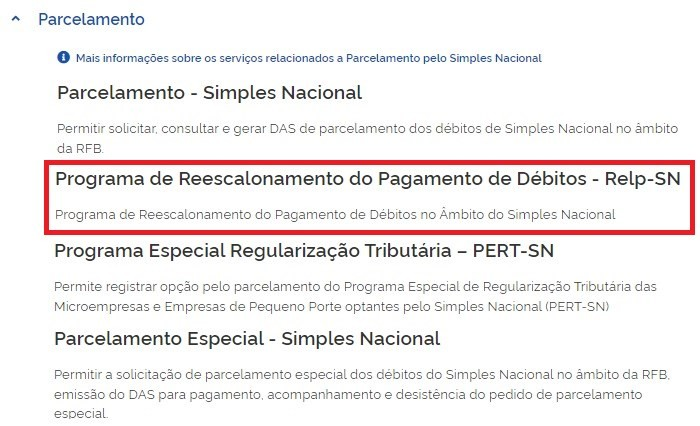 Parcelamento
Mais informações sobre os serviços relacionados a Parcelamento pelo Simples Nacional
Parcelamento - Simples Nacional
Permitir solicitar, consultar e gerar DAS de parcelamento dos débitos de Simples Nacional no âmbito
da RFB.
Programa de Reescalonamento do Pagamento de Débitos - Relp-SN
Programa de Reescalonamento do Pagamento de Débitos no Âmbito do Simples Nacional
Programa Especial Regularização Tributária – PERT-SN
Permite registrar opção pelo parcelamento do Programa Especial de Regularização Tributária das
Microempresas e Empresas de Pequeno Porte optantes pelo Simples Nacional (PERT-SN)
Parcelamento Especial - Simples Nacional
Permitir a solicitação de parcelamento especial dos débitos do Simples Nacional no âmbito da RFB,
emissão do DAS para pagamento, acompanhamento e desistência do pedido de parcelamento
especial.